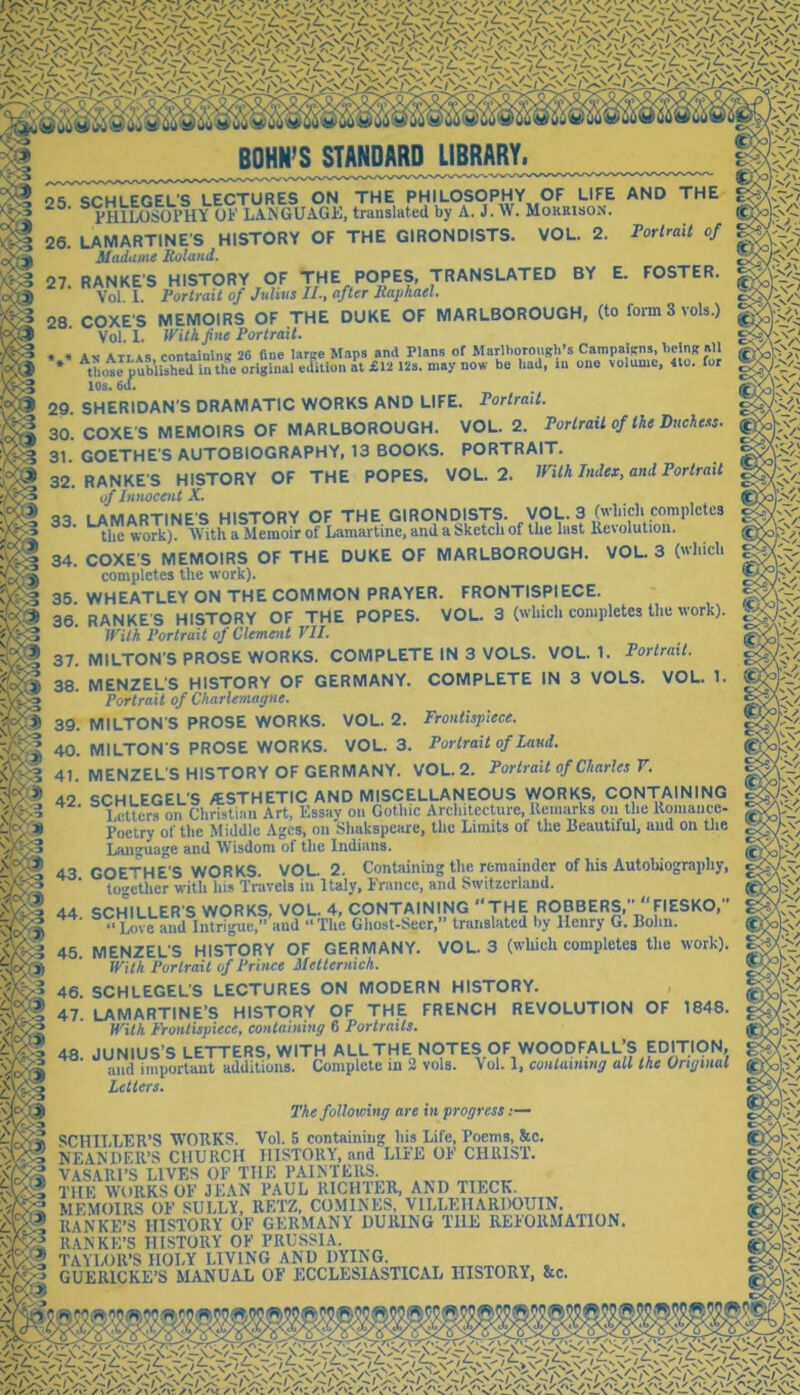 BOHN'S STANDARD LIBRARY.
25. SCHLEGEL'S LECTURES ON THE PHILOSOPHY OF LIFE AND THE
PHILOSOPHY OF LANGUAGE, translated by A. J. W. MORRISON.
26. LAMARTINE'S HISTORY OF THE GIRONDISTS. VOL. 2. Portrait of
Madame Roland.
27. RANKE'S HISTORY OF THE POPES, TRANSLATED BY E. FOSTER.
Vol. I. Portrait of Julius II., after Raphael.
28. COXE'S MEMOIRS OF THE DUKE OF MARLBOROUGH, (to form 3 vols.)
Vol. I. With fine Portrait.
*** AN ATLAS, containing 26 fine large Maps and Plans of Marlborough's Campaigns, being all
those published in the original edition at £12 12s. may now be had, in one volume, 4to. for
10s. 6d.
29. SHERIDAN'S DRAMATIC WORKS AND LIFE. Portrait.
30. COXE'S MEMOIRS OF MARLBOROUGH. VOL. 2. Portrait of the Duchess.
31. GOETHE'S AUTOBIOGRAPHY, 13 BOOKS. PORTRAIT.
32. RANKE'S HISTORY OF THE POPES. VOL. 2. With Index, and Portrait
of Innocent X.
33. LAMARTINE'S HISTORY OF THE GIRONDISTS. VOL. 3 (which completes
the work). With a Memoir of Lamartine, and a Sketch of the last Revolution.
34. COXE'S MEMOIRS OF THE DUKE OF MARLBOROUGH. VOL. 3 (which
completes the work).
35. WHEATLEY ON THE COMMON PRAYER. FRONTISPIECE.
36. RANKE'S HISTORY OF THE POPES. VOL. 3 (which completes the work).
With Portrait of Clement VII.
37. MILTON'S PROSE WORKS. COMPLETE IN 3 VOLS. VOL. 1. Portrait.
38. MENZEL'S HISTORY OF GERMANY. COMPLETE IN 3 VOLS. VOL. 1.
Portrait of Charlemagne.
39. MILTON'S PROSE WORKS. VOL. 2. Frontispiece.
40. MILTON'S PROSE WORKS. VOL. 3. Portrait of Laud.
41. MENZEL'S HISTORY OF GERMANY. VOL. 2. Portrait of Charles V.
42. SCHLEGEL'S ÆSTHETIC AND MISCELLANEOUS WORKS, CONTAINING
Letters on Christian Art, Essay on Gothic Architecture, Remarks on the Romance-
Poetry of the Middle Ages, on Shakspeare, the Limits of the Beautiful, and on the
Language and Wisdom of the Indians.
43. GOETHE'S WORKS. VOL. 2. Containing the remainder of his Autobiography,
together with his Travels in Italy, France, and Switzerland.
44. SCHILLER'S WORKS, VOL. 4, CONTAINING "THE ROBBERS," "FIESKO,"
"Love and Intrigue," and "The Ghost-Seer," translated by Henry G. Bohn.
45. MENZEL'S HISTORY OF GERMANY. VOL. 3 (which completes the work).
With Portrait of Prince Metternich.
46. SCHLEGEL'S LECTURES ON MODERN HISTORY.
47. LAMARTINE'S HISTORY OF THE FRENCH REVOLUTION OF 1848.
With Frontispiece, containing 6 Portraits.
48. JUNIUS'S LETTERS, WITH ALL THE NOTES OF WOODFALL'S EDITION,
and important additions. Complete in 2 vols. Vol. 1, containing all the Original
Letters.
The following are in progress:—
SCHILLER'S WORKS. Vol. 5 containing his Life, Poems, &c.
NEANDER'S CHURCH HISTORY, and LIFE OF CHRIST.
VASARI'S LIVES OF THE PAINTERS.
THE WORKS OF JEAN PAUL RICHTER, AND TIECK.
MEMOIRS OF SULLY, RETZ, COMINES, VILLEHARDOUIN.
RANKE'S HISTORY OF GERMANY DURING THE REFORMATION.
RANKE'S HISTORY OF PRUSSIA.
TAYLOR'S HOLY LIVING AND DYING.
GUERICKE'S MANUAL OF ECCLESIASTICAL HISTORY, &c.